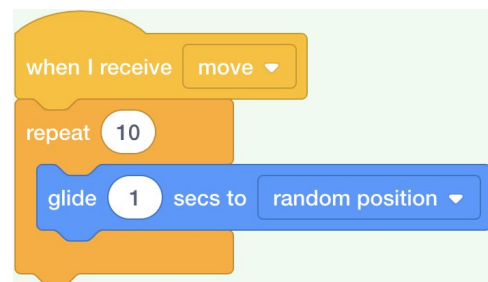 when I receive move
repeat 10
glide 1 secs to random position